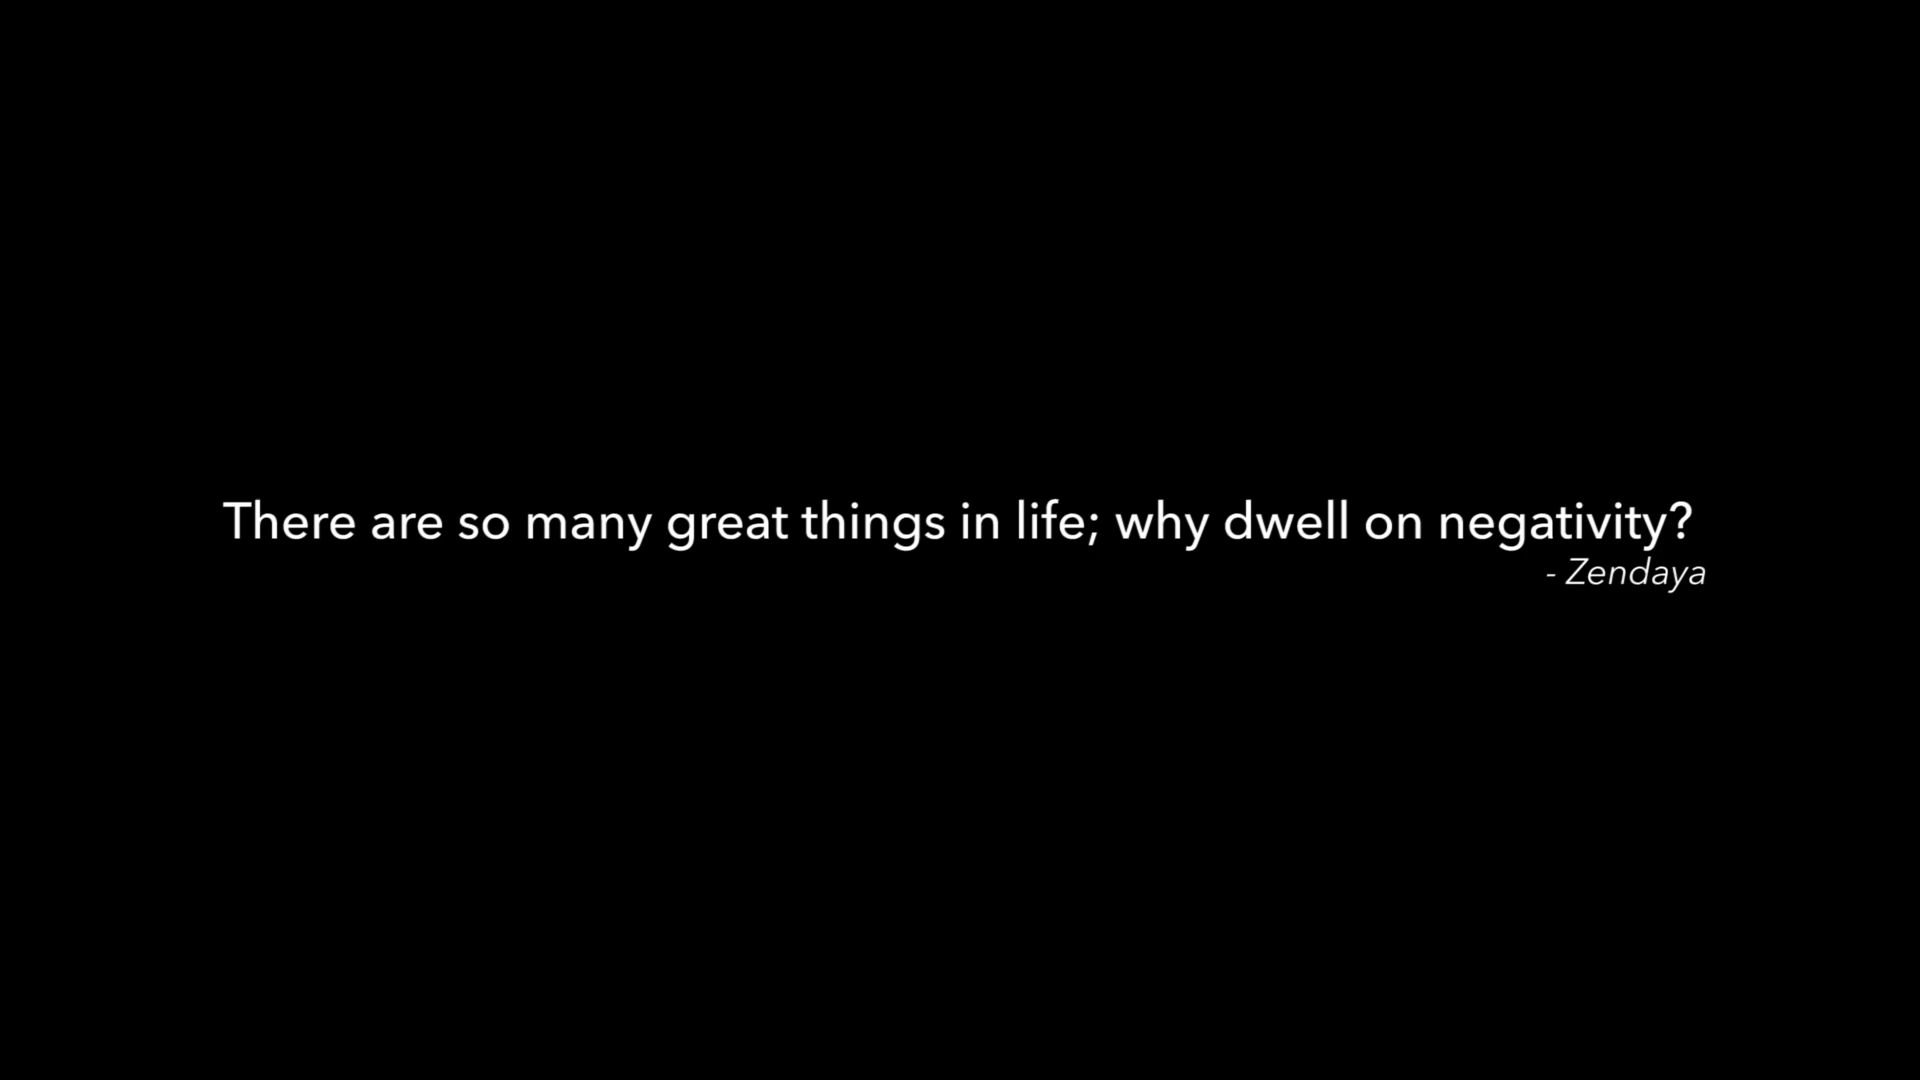 There are so many great things in life; why dwell on negativity?
- Zendaya